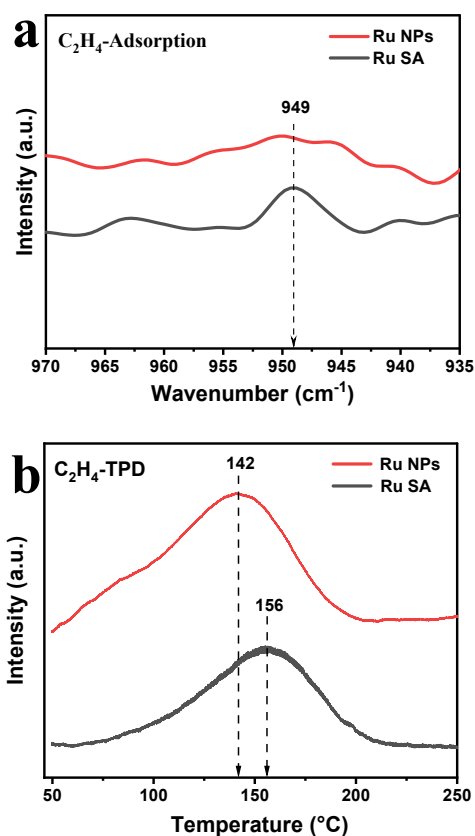 a
C₂H₄-Adsorption
Ru NPs
Ru SA
949
Intensity (a.u.)
970 965 960 955 950 945 940 935
Wavenumber (cm⁻¹)
b
C₂H₄-TPD
142
Ru NPs
Ru SA
156
Intensity (a.u.)
50 100 150 200 250
Temperature (°C)